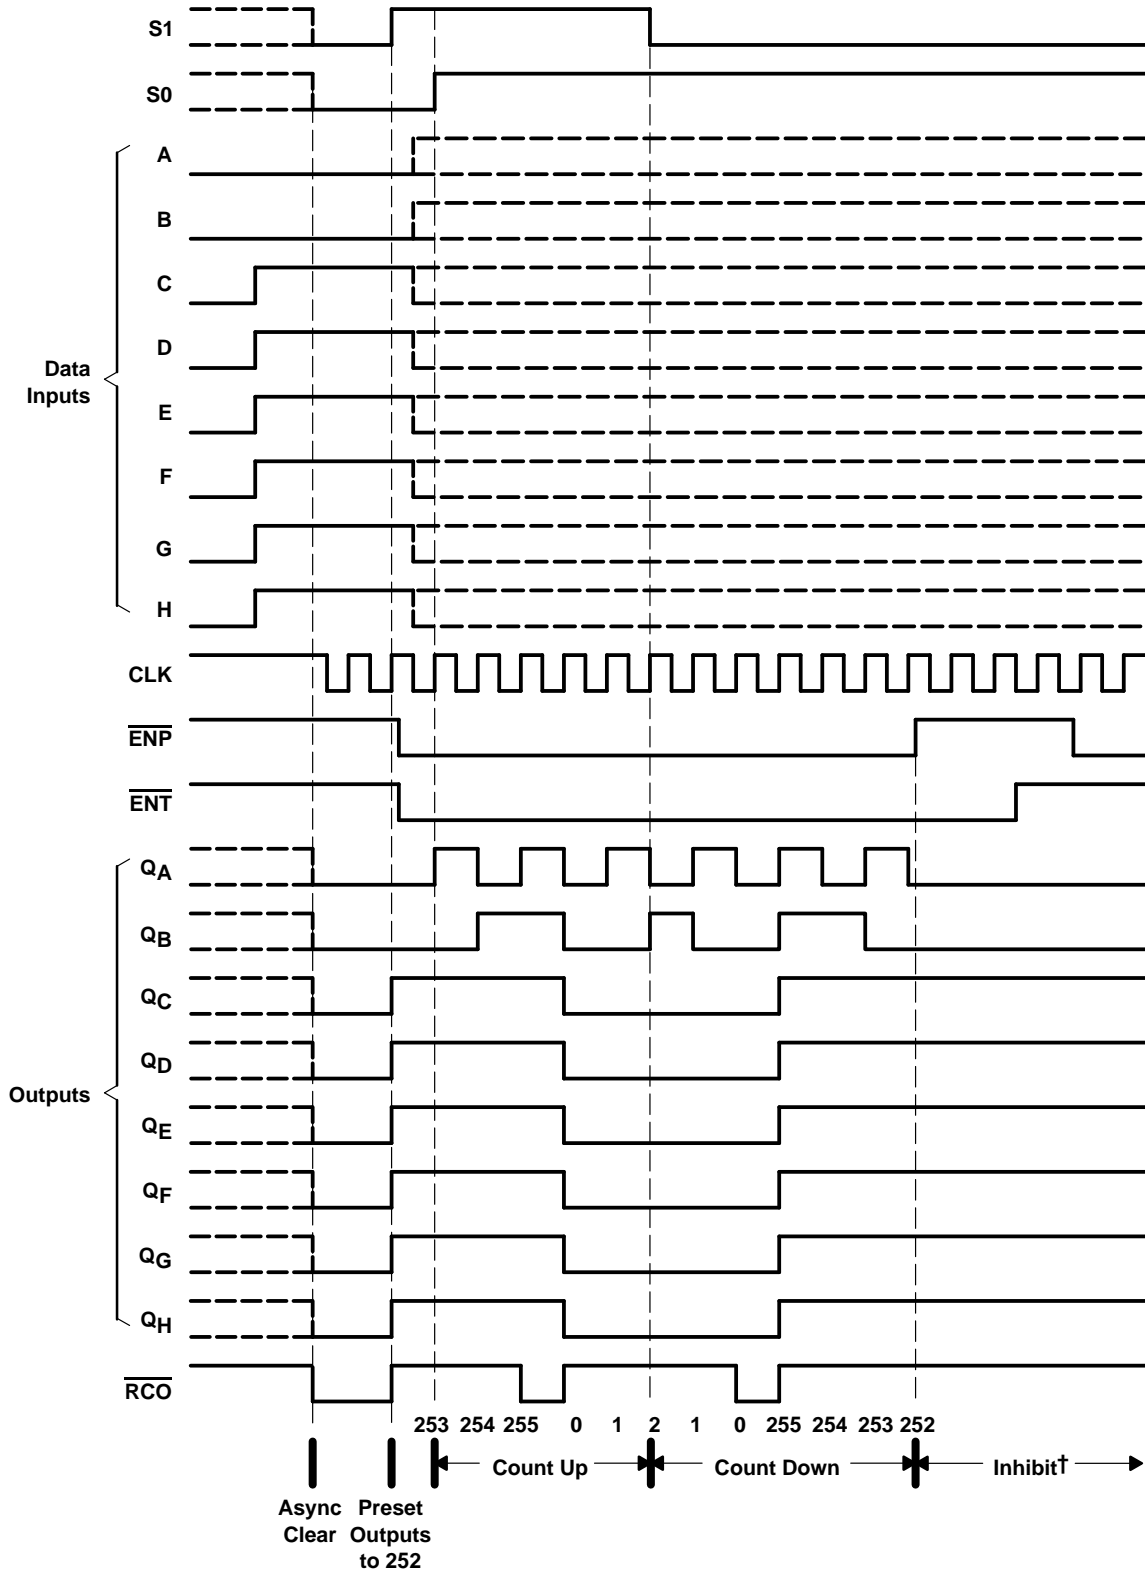 S1
S0
A
B
C
D
Data
Inputs
E
F
G
H
CLK
ENP
ENT
QA
QB
QC
QD
Outputs
QE
QF
QG
QH
RCO
253 254 255 0 1 2 1 0 255 254 253 252
Count Up Count Down Inhibit†
Async Preset
Clear Outputs
to 252